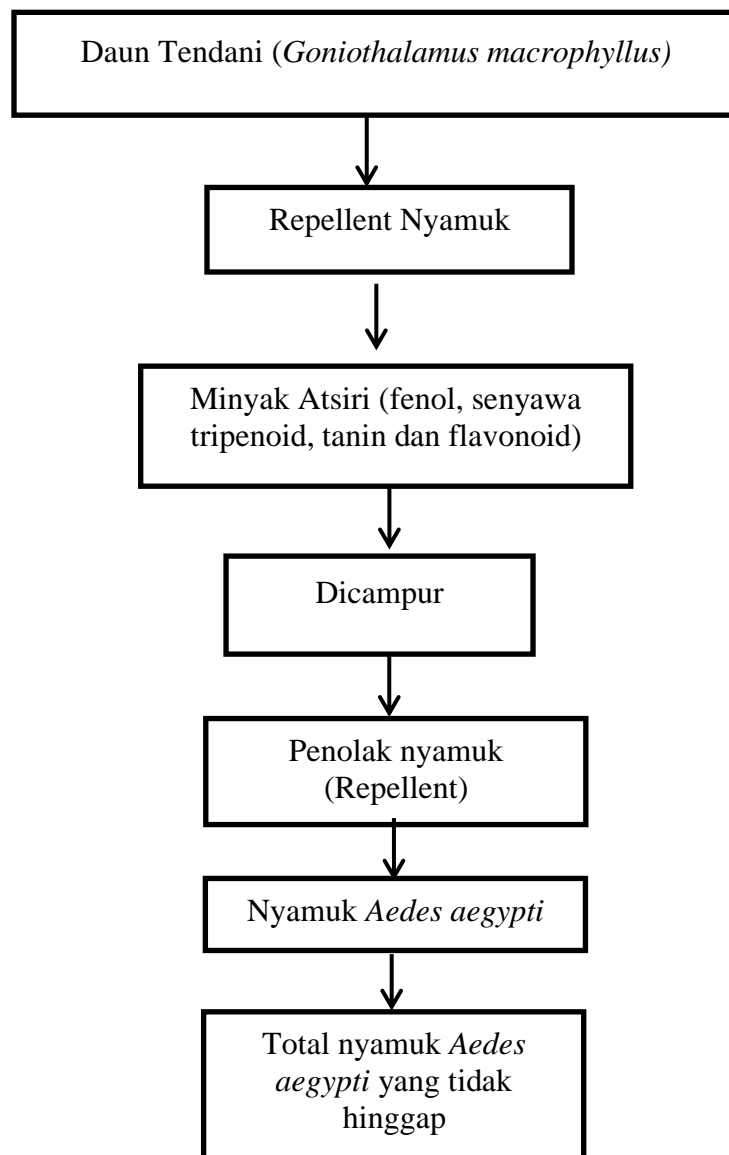 Daun Tendani (Goniothalamus macrophyllus)
Repellent Nyamuk
Minyak Atsiri (fenol, senyawa
tripenoid, tanin dan flavonoid)
Dicampur
Penolak nyamuk
(Repellent)
Nyamuk Aedes aegypti
Total nyamuk Aedes
aegypti yang tidak
hinggap